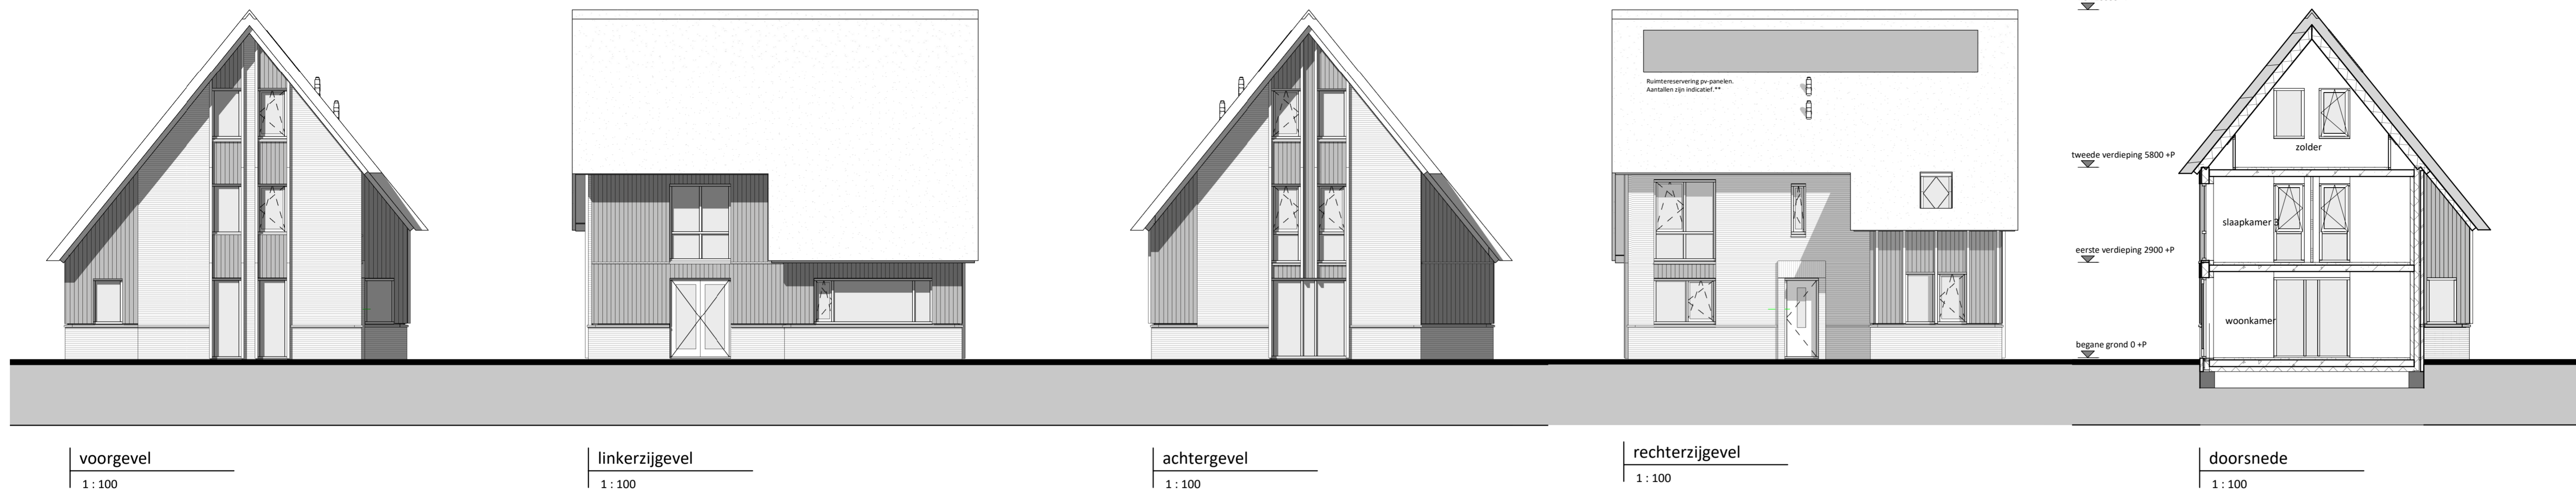 Ruimtereservering pv-panelen.
Aantallen zijn indicatief.**
tweede verdieping 5800 +P
eerste verdieping 2900 +P
begane grond 0 +P
zolder
slaapkamer 3
woonkamer
voorgevel
1 : 100
linkerzijgevel
1 : 100
achtergevel
1 : 100
rechterzijgevel
1 : 100
doorsnede
1 : 100